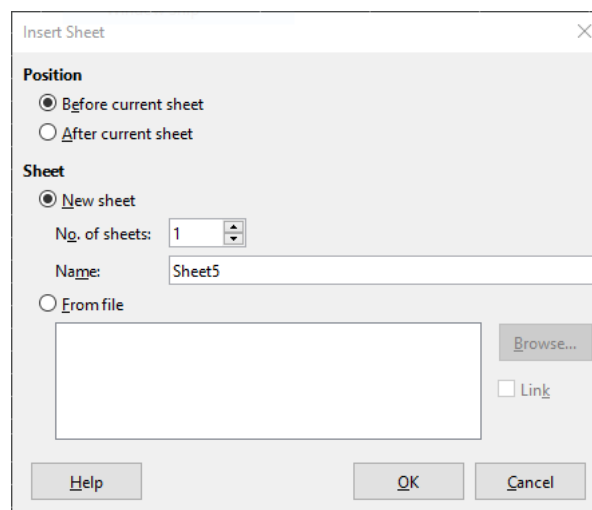 Insert Sheet
Position
Before current sheet
After current sheet
Sheet
New sheet
No. of sheets: 1
Name: Sheet5
From file
Browse...
Link
Help OK Cancel